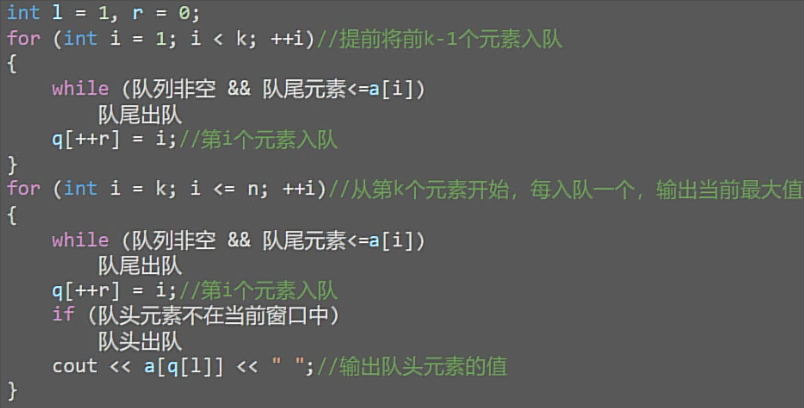 int l = 1, r = 0;
for (int i = 1; i < k; ++i)//提前将前k-1个元素入队
{
    while (队列非空 && 队尾元素<=a[i])
        队尾出队
    q[++r] = i;//第i个元素入队
}
for (int i = k; i <= n; ++i)//从第k个元素开始，每入队一个，输出当前最大值
{
    while (队列非空 && 队尾元素<=a[i])
        队尾出队
    q[++r] = i;//第i个元素入队
    if (队头元素不在当前窗口中)
        队头出队
    cout << a[q[l]] << " ";//输出队头元素的值
}